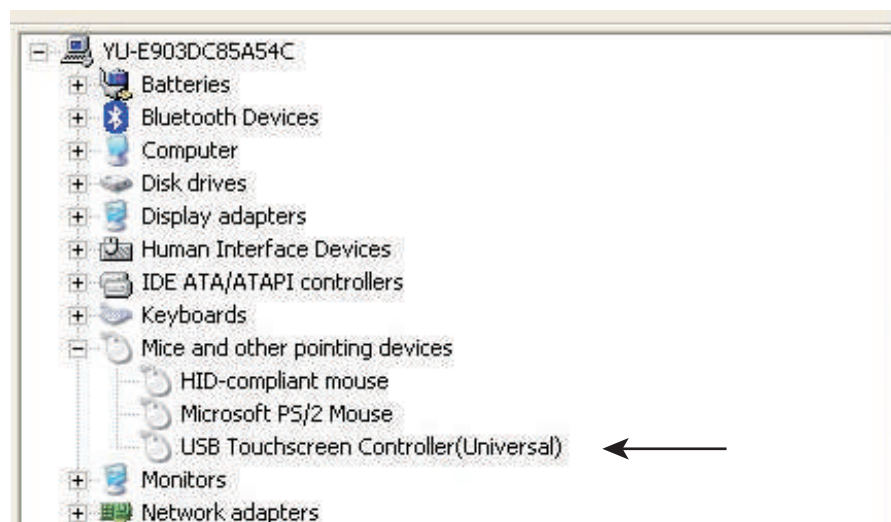 YU-E903DC85A54C
Batteries
Bluetooth Devices
Computer
Disk drives
Display adapters
Human Interface Devices
IDE ATA/ATAPI controllers
Keyboards
Mice and other pointing devices
HID-compliant mouse
Microsoft PS/2 Mouse
USB Touchscreen Controller(Universal)
Monitors
Network adapters